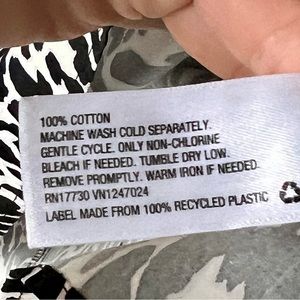 100% COTTON
MACHINE WASH COLD SEPARATELY.
GENTLE CYCLE. ONLY NON-CHLORINE
BLEACH IF NEEDED. TUMBLE DRY LOW.
REMOVE PROMPTLY. WARM IRON IF NEEDED.
RN17730 VN1247024
LABEL MADE FROM 100% RECYCLED PLASTIC